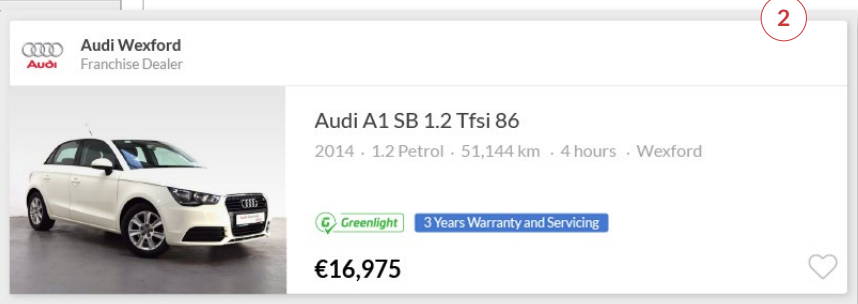 2
Audi Wexford
Audi
Franchise Dealer
Audi A1 SB 1.2 Tfsi 86
2014 · 1.2 Petrol · 51,144 km · 4 hours · Wexford
G Greenlight
3 Years Warranty and Servicing
€16,975